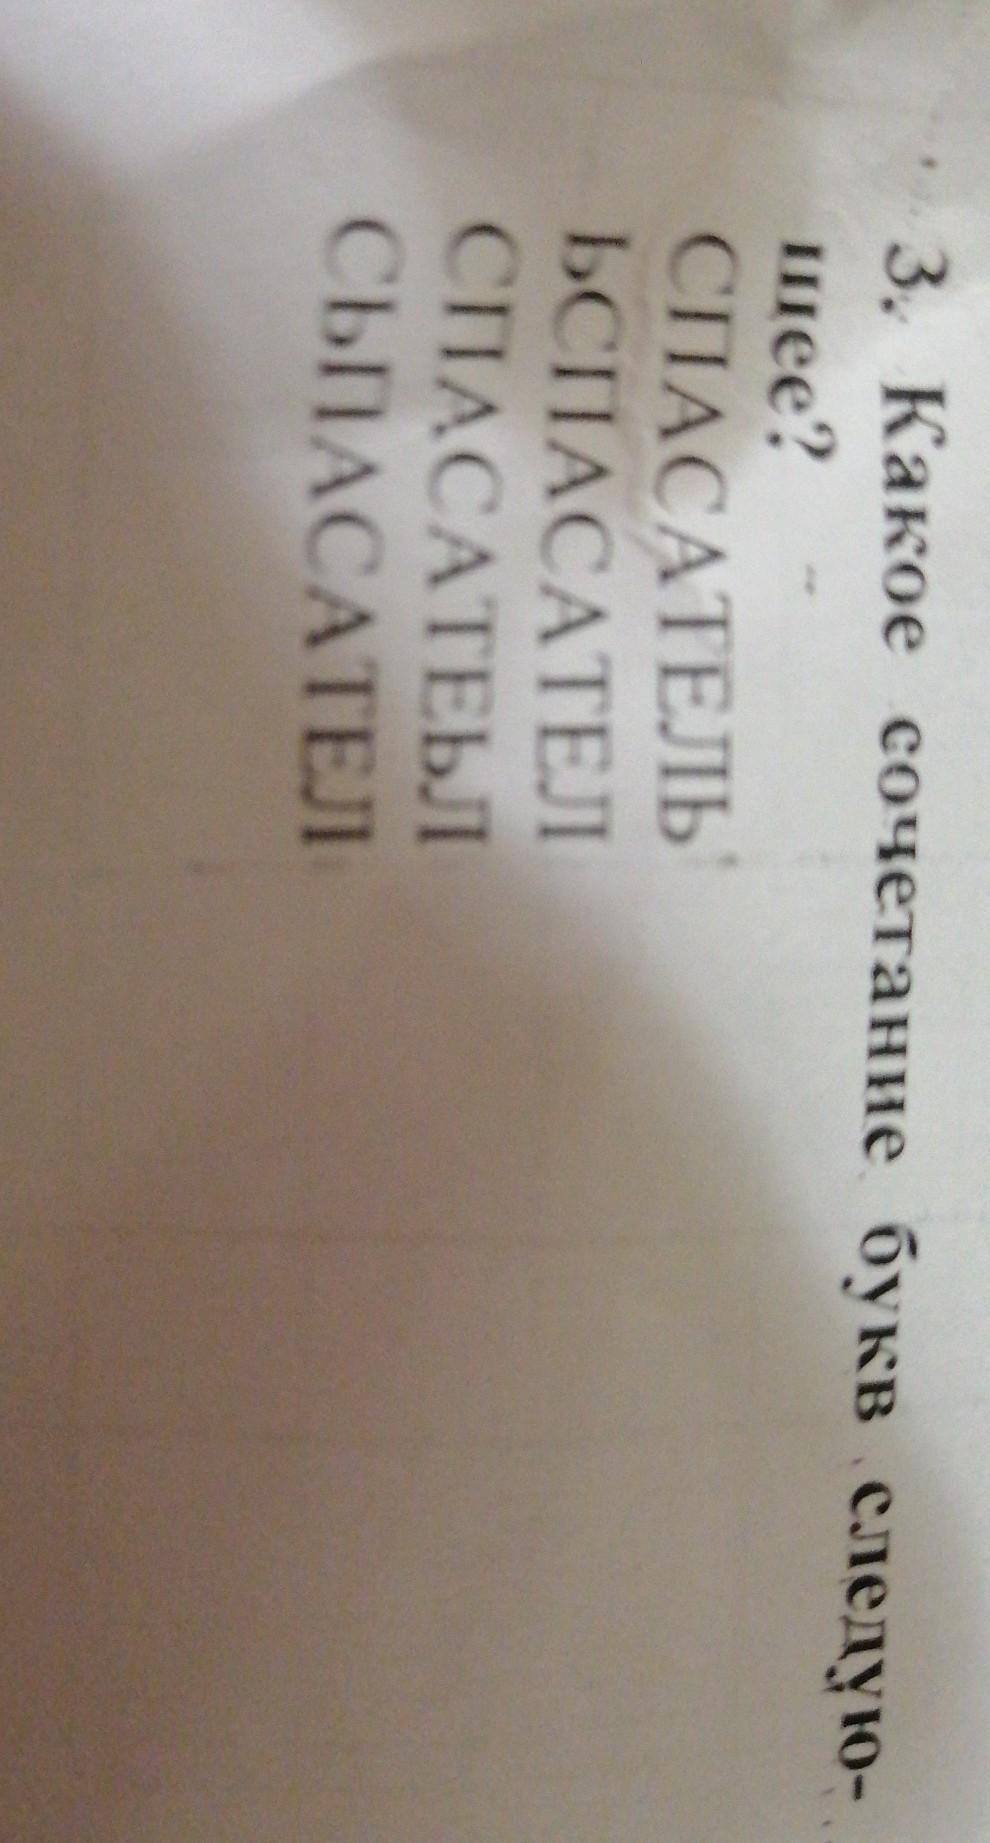 3. Какое сочетание букв следую-
щее?
СПАСАТЕЛЬ
ЬСПАСАТЕЛ
СПАСАТЕЬЛ
СЬПАСАТЕЛ